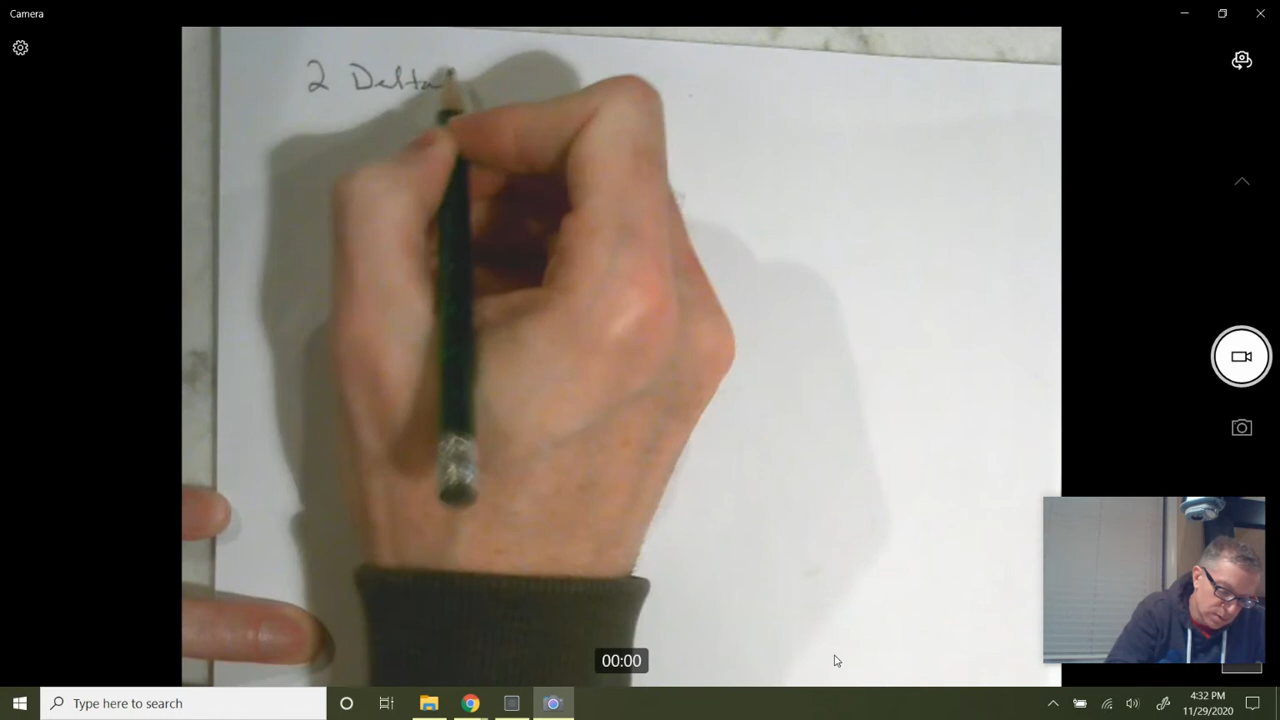 Camera
2 Delta
00:00
Type here to search
4:32 PM
11/29/2020